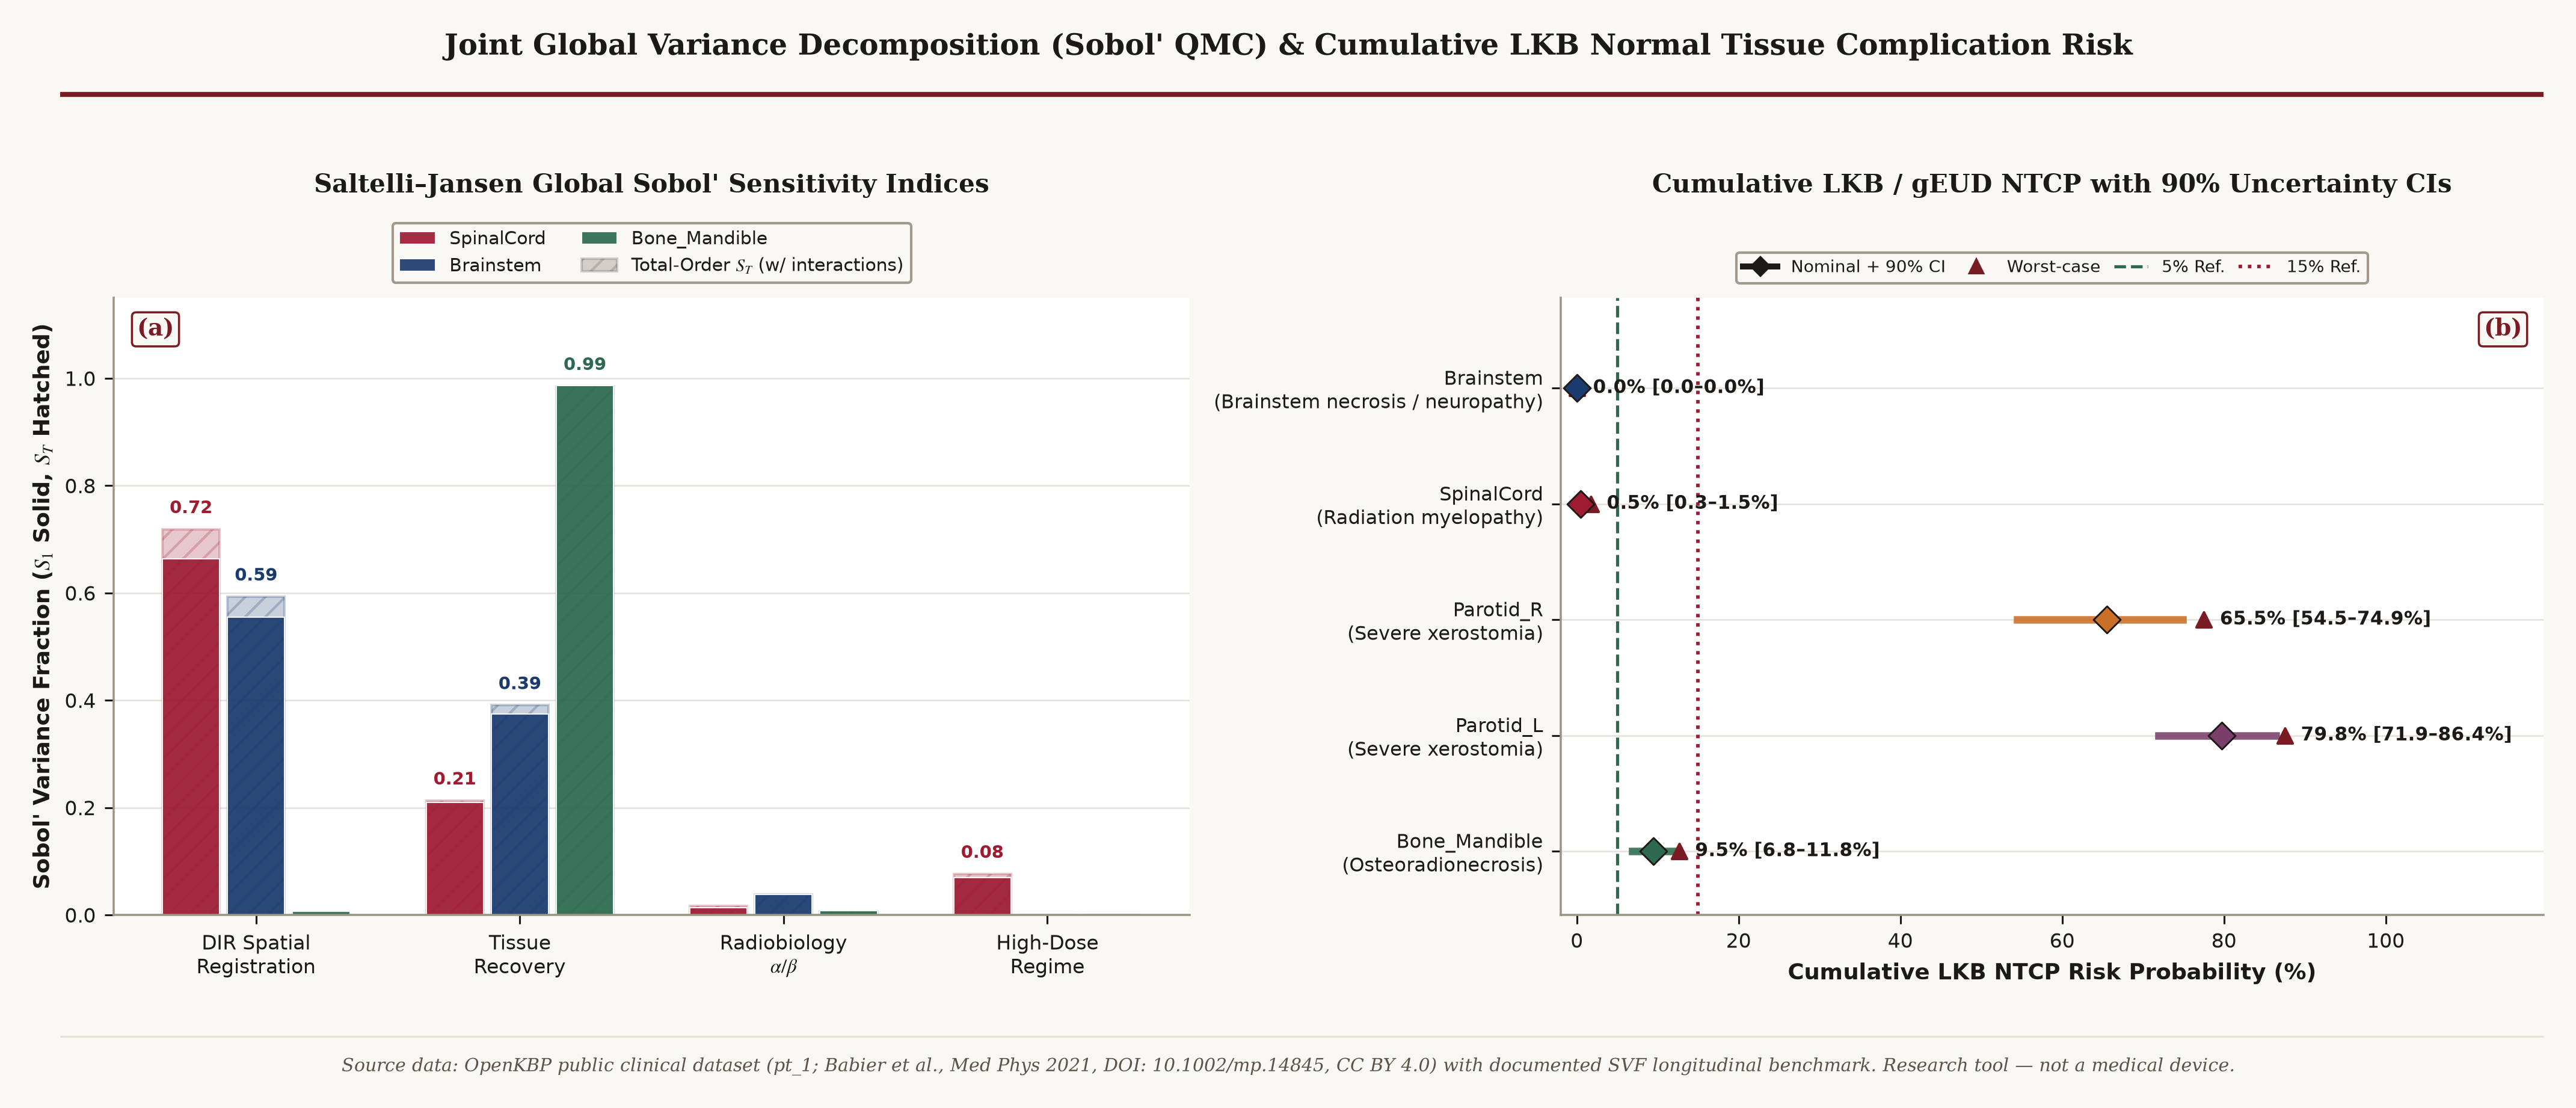 Joint Global Variance Decomposition (Sobol' QMC) & Cumulative LKB Normal Tissue Complication Risk
Saltelli–Jansen Global Sobol' Sensitivity Indices
SpinalCord
Brainstem
Bone_Mandible
Total-Order S_T (w/ interactions)
(a)
Sobol' Variance Fraction (S_1 Solid, S_T Hatched)
1.0
0.8
0.6
0.4
0.2
0.0
0.72
0.59
0.21
0.39
0.99
0.08
DIR Spatial
Registration
Tissue
Recovery
Radiobiology
α/β
High-Dose
Regime
Cumulative LKB / gEUD NTCP with 90% Uncertainty CIs
Nominal + 90% CI
Worst-case
5% Ref.
15% Ref.
(b)
Brainstem
(Brainstem necrosis / neuropathy)
0.0% [0.0–0.0%]
SpinalCord
(Radiation myelopathy)
0.5% [0.3–1.5%]
Parotid_R
(Severe xerostomia)
65.5% [54.5–74.9%]
Parotid_L
(Severe xerostomia)
79.8% [71.9–86.4%]
Bone_Mandible
(Osteoradionecrosis)
9.5% [6.8–11.8%]
0
20
40
60
80
100
Cumulative LKB NTCP Risk Probability (%)
Source data: OpenKBP public clinical dataset (pt_1; Babier et al., Med Phys 2021, DOI: 10.1002/mp.14845, CC BY 4.0) with documented SVF longitudinal benchmark. Research tool — not a medical device.